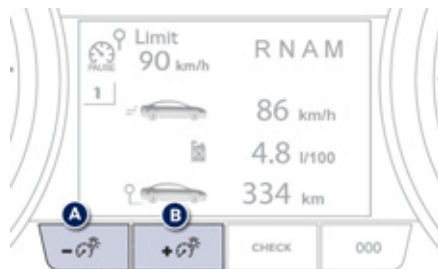 Limit
90 km/h
PAUSE
R N A M
1
86 km/h
4.8 l/100
334 km
A
B
-
+
CHECK
000